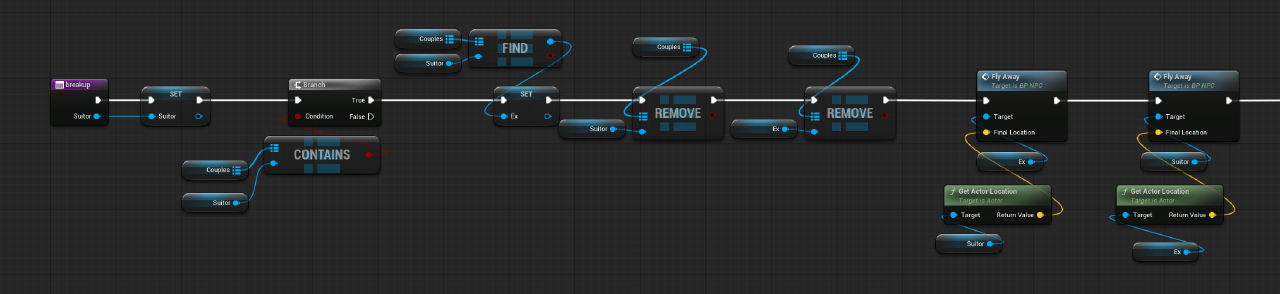 breakup
Suitor
SET
Suitor
Branch
True
Condition
False
CONTAINS
Couples
Suitor
Couples
Suitor
FIND
SET
Ex
Couples
REMOVE
Suitor
Couples
REMOVE
Ex
Fly Away
Target is BP NPC
Target
Final Location
Ex
Get Actor Location
Target is Actor
Target
Return Value
Suitor
Fly Away
Target is BP NPC
Target
Final Location
Suitor
Get Actor Location
Target is Actor
Target
Return Value
Ex